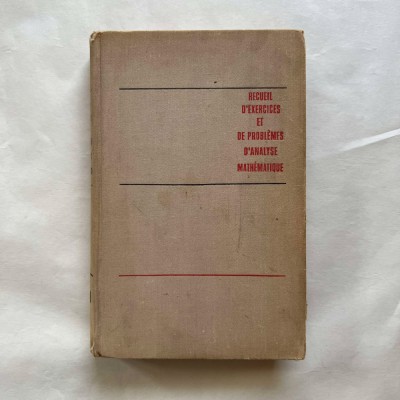 RECUEIL
D'EXERCICES
ET
DE PROBLÈMES
D'ANALYSE
MATHÉMATIQUE